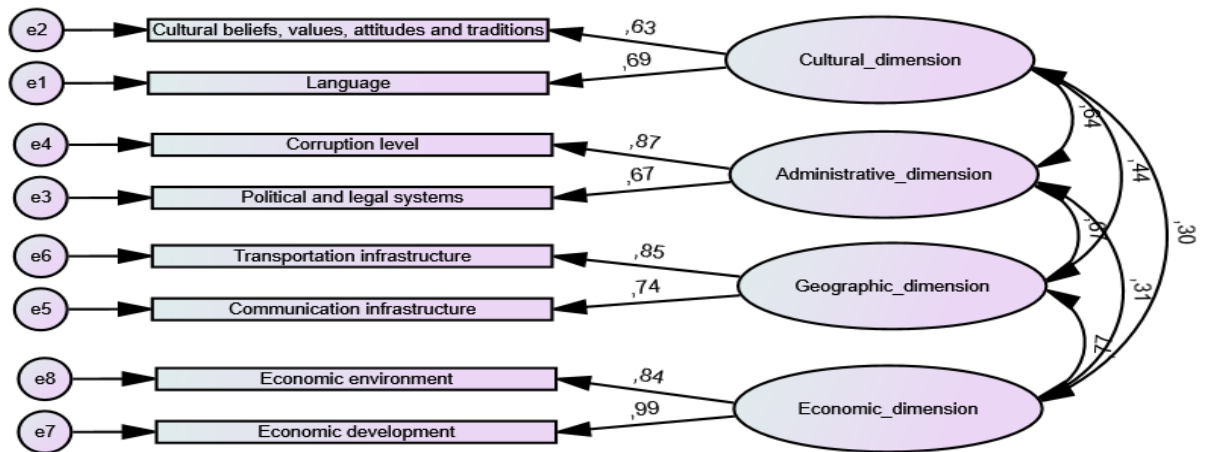 e2 Cultural beliefs, values, attitudes and traditions ,63
e1 Language ,69 Cultural_dimension
,64
e4 Corruption level ,87
e3 Political and legal systems ,67 Administrative_dimension
,44
,30
e6 Transportation infrastructure ,85
e5 Communication infrastructure ,74 Geographic_dimension
,31
,77
e8 Economic environment ,84
e7 Economic development ,99 Economic_dimension